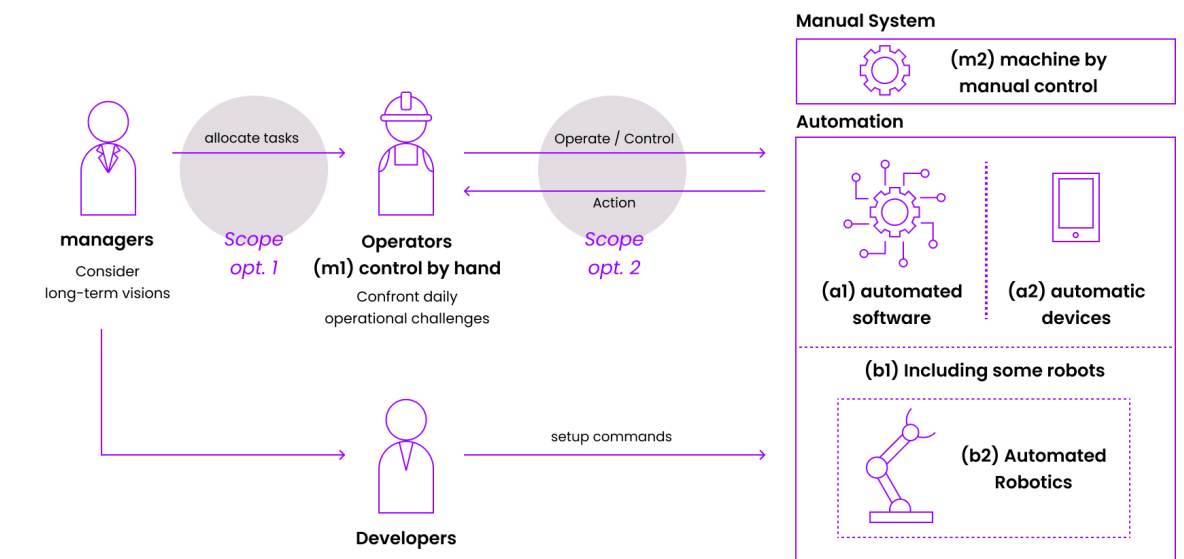 Manual System
(m2) machine by
manual control
Automation
allocate tasks
Operate / Control
Action
managers
Consider
long-term visions
Scope
opt. 1
Operators
(m1) control by hand
Confront daily
operational challenges
Scope
opt. 2
(a1) automated
software
(a2) automatic
devices
(b1) Including some robots
setup commands
(b2) Automated
Robotics
Developers